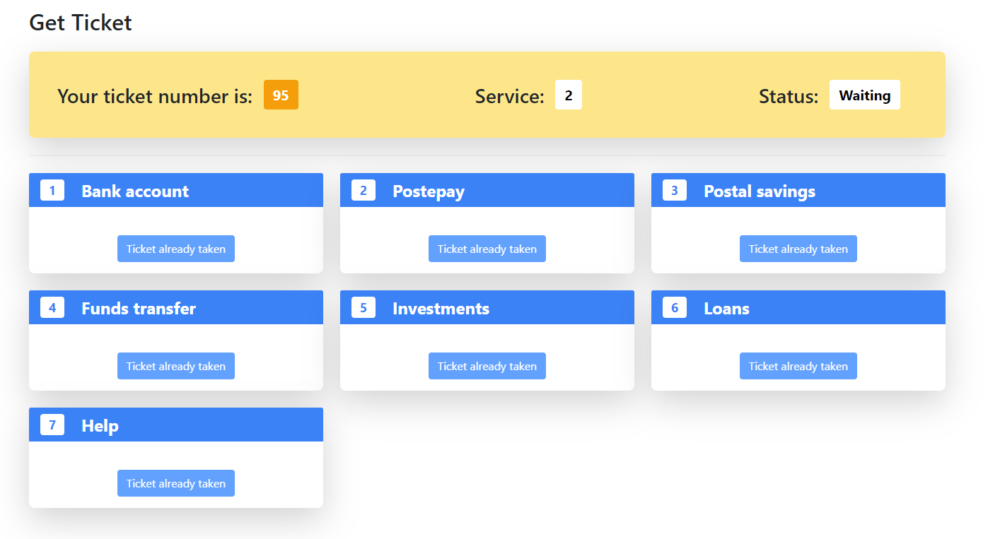 Get Ticket
Your ticket number is: 95 Service: 2 Status: Waiting
1 Bank account
Ticket already taken
2 Postepay
Ticket already taken
3 Postal savings
Ticket already taken
4 Funds transfer
Ticket already taken
5 Investments
Ticket already taken
6 Loans
Ticket already taken
7 Help
Ticket already taken